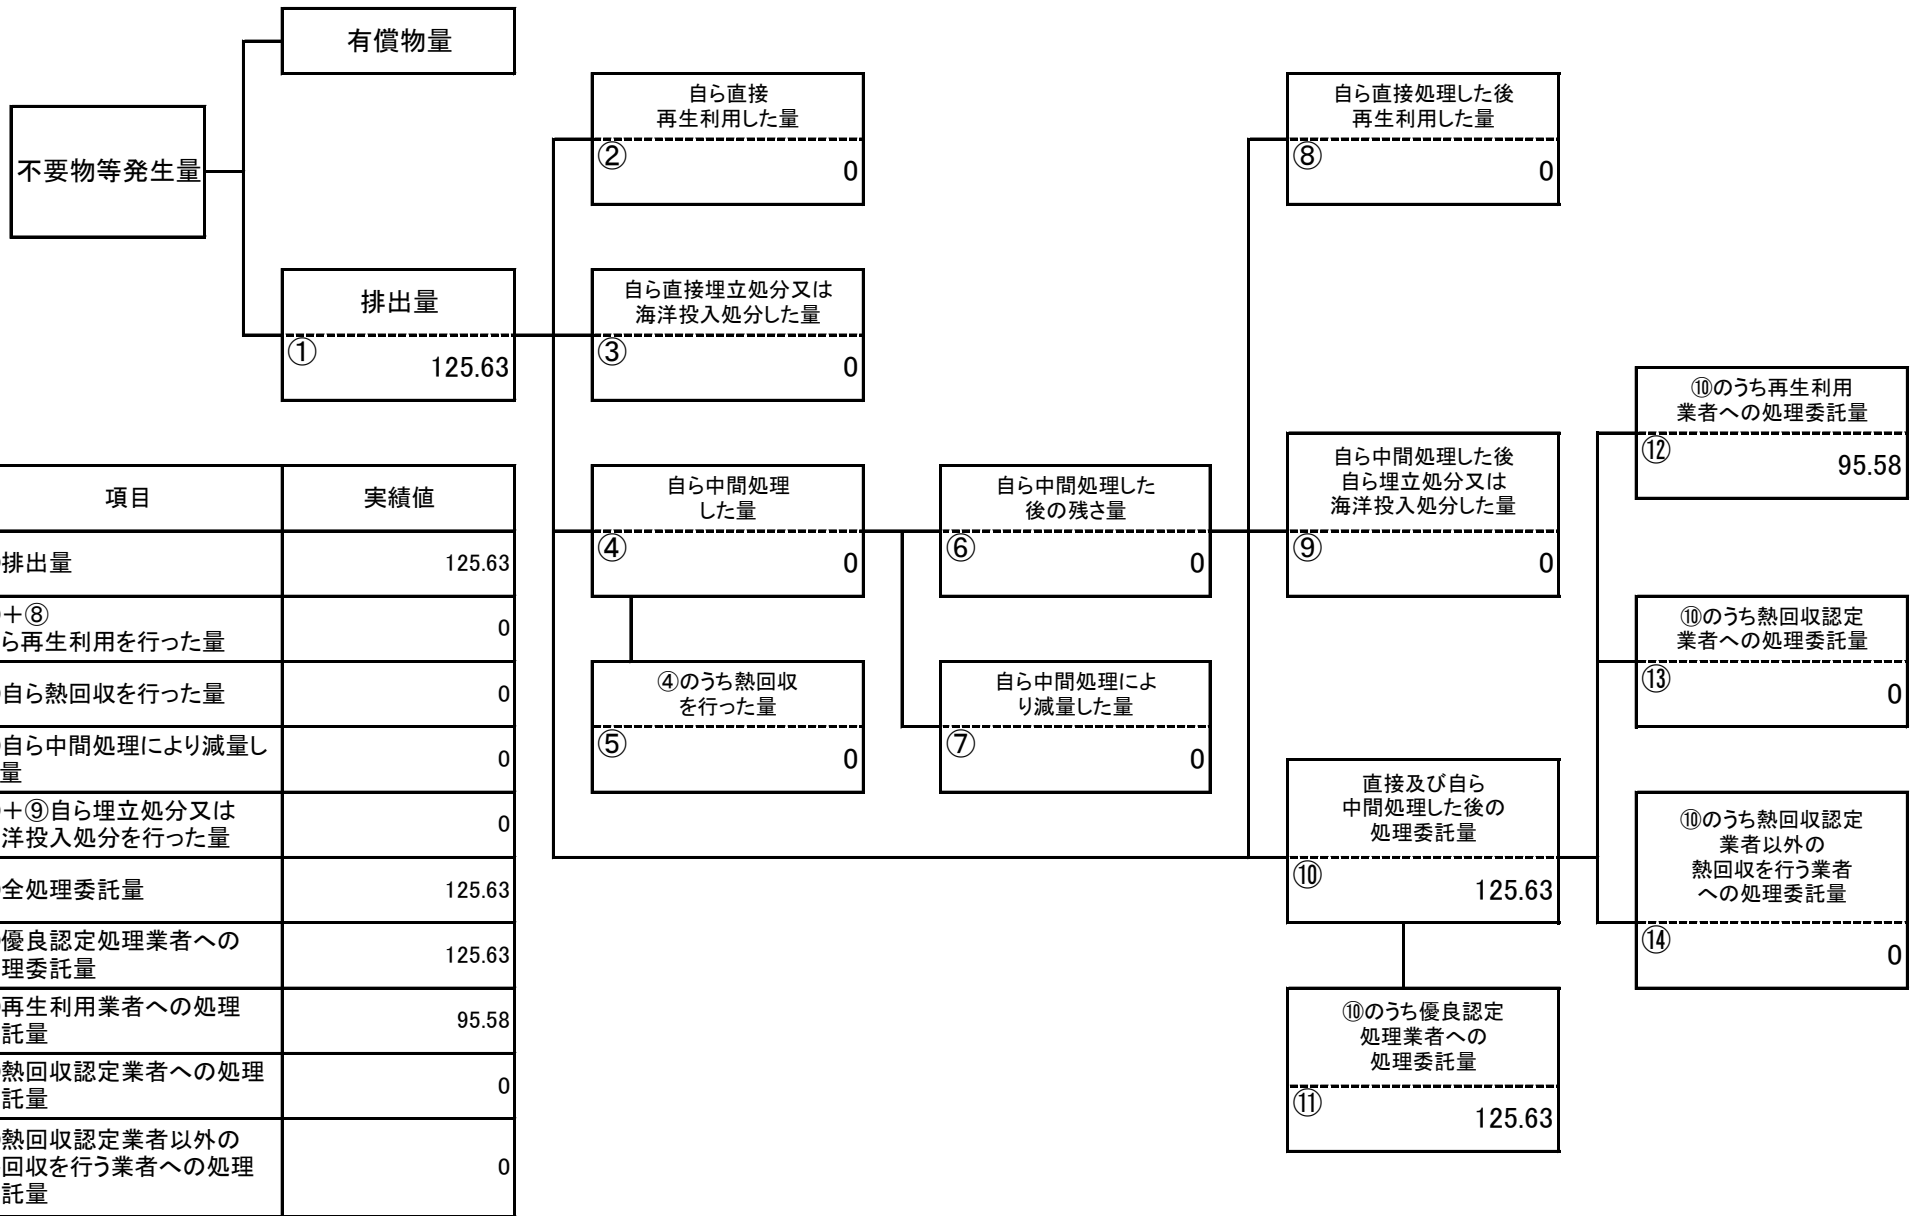 有償物量
不要物等発生量
排出量
①
125.63
自ら直接
再生利用した量
②
0
自ら直接埋立処分又は
海洋投入処分した量
③
0
自ら中間処理
した量
④
0
④のうち熱回収
を行った量
⑤
0
自ら中間処理した
後の残さ量
⑥
0
自ら中間処理によ
り減量した量
⑦
0
自ら直接処理した後
再生利用した量
⑧
0
自ら中間処理した後
自ら埋立処分又は
海洋投入処分した量
⑨
0
直接及び自ら
中間処理した後の
処理委託量
⑩
125.63
⑩のうち優良認定
処理業者への
処理委託量
⑪
125.63
⑩のうち再生利用
業者への処理委託量
⑫
95.58
⑩のうち熱回収認定
業者への処理委託量
⑬
0
⑩のうち熱回収認定
業者以外の
熱回収を行う業者
への処理委託量
⑭
0
項目 実績値
排出量 125.63
+⑧
ら再生利用を行った量 0
自ら熱回収を行った量 0
自ら中間処理により減量し
量 0
+⑨自ら埋立処分又は
洋投入処分を行った量 0
全処理委託量 125.63
優良認定処理業者への
理委託量 125.63
再生利用業者への処理
託量 95.58
熱回収認定業者への処理
託量 0
熱回収認定業者以外の
回収を行う業者への処理
託量 0